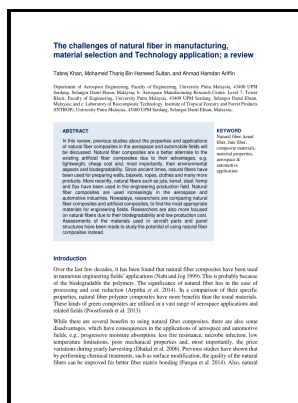 The challenges of natural fiber in manufacturing,
material selection and Technology application; a review
Tabrej Khan, Mohamed Thariq Bin Hameed Sultan, and Ahmad Hamdan Ariffin
Department of Aerospace Engineering, Faculty of Engineering, University Putra Malaysia, 43400 UPM
Serdang, Selangor Darul Ehsan, Malaysia; b Aerospace Manufacturing Research Centre, Level 7, Tower
Block, Faculty of Engineering, University Putra Malaysia, 43400 UPM Serdang, Selangor Darul Ehsan,
Malaysia; and c: Laboratory of Biocomposite Technology, Institute of Tropical Forestry and Forest Products
(INTROP), University Putra Malaysia, 43400 UPM Serdang, Selangor Darul Ehsan, Malaysia.
ABSTRACT
In this review, previous studies about the properties and applications
of natural fiber composites in the aerospace and automobile fields will
be discussed. Natural fiber composites are a better alternate to the
existing artificial fiber composites due to their advantages, e.g.
lightweight, cheap cost and, most importantly, their environmental
aspects and biodegradability. Since ancient times, natural fibers have
been used for preparing wells, baskets, ropes, clothes and many more
products. More recently, natural fibers such as jute, kenaf, sisal, hemp
and flax have been used in the engineering production field. Natural
fiber composites are used increasingly in the aerospace and
automotive industries. Nowadays, researchers are comparing natural
fiber composites and artificial composites, to find the most appropriate
materials for engineering fields. Researchers are also more focused
on natural fibers due to their biodegradability and low production cost.
Assessments of the materials used in aircraft parts and panel
structures have been made to study the potential of using natural fiber
composites instead.
KEYWORD
Natural fiber, kenaf
fiber, Jute fiber,
composite materials,
material properties,
aerospace &
automotive
application
Introduction
Over the last few decades, it has been found that natural fiber composites have been used
in numerous engineering fields' applications (Nabi and Jog 1999). This is probably because
of the biodegradable the polymers. The significance of natural fiber lies in the ease of
processing and cost reduction (Arpitha et al. 2014). In a comparison of their specific
properties, natural fiber polymer composites have more benefits than the usual materials.
These kinds of green composites are utilised in a vast range of aerospace applications and
related fields (Poostforush et al. 2013).
While there are several benefits to using natural fiber composites, there are also some
disadvantages, which have consequences in the applications of aerospace and automotive
fields, e.g., progressive moisture absorption, less fire resistance, microbe infection, low
temperature limitations, poor mechanical properties and, most importantly, the price
variations during yearly harvesting (Dhakal et al. 2006). Previous studies have shown that
by performing chemical treatments, such as surface modification, the quality of the natural
fibers can be improved for better fiber matrix bonding (Furqan et al. 2014). Also, natural